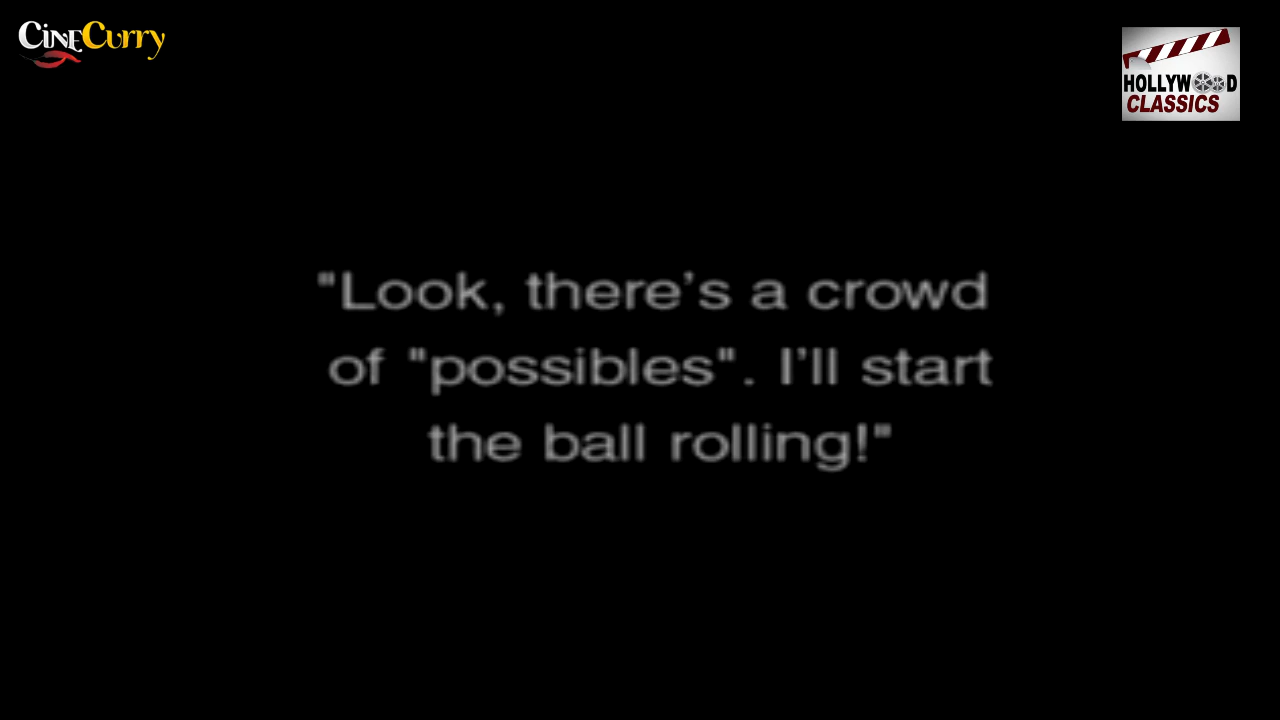 CineCurry
HOLLYWOOD
CLASSICS
"Look, there's a crowd
of "possibles". I'll start
the ball rolling!"